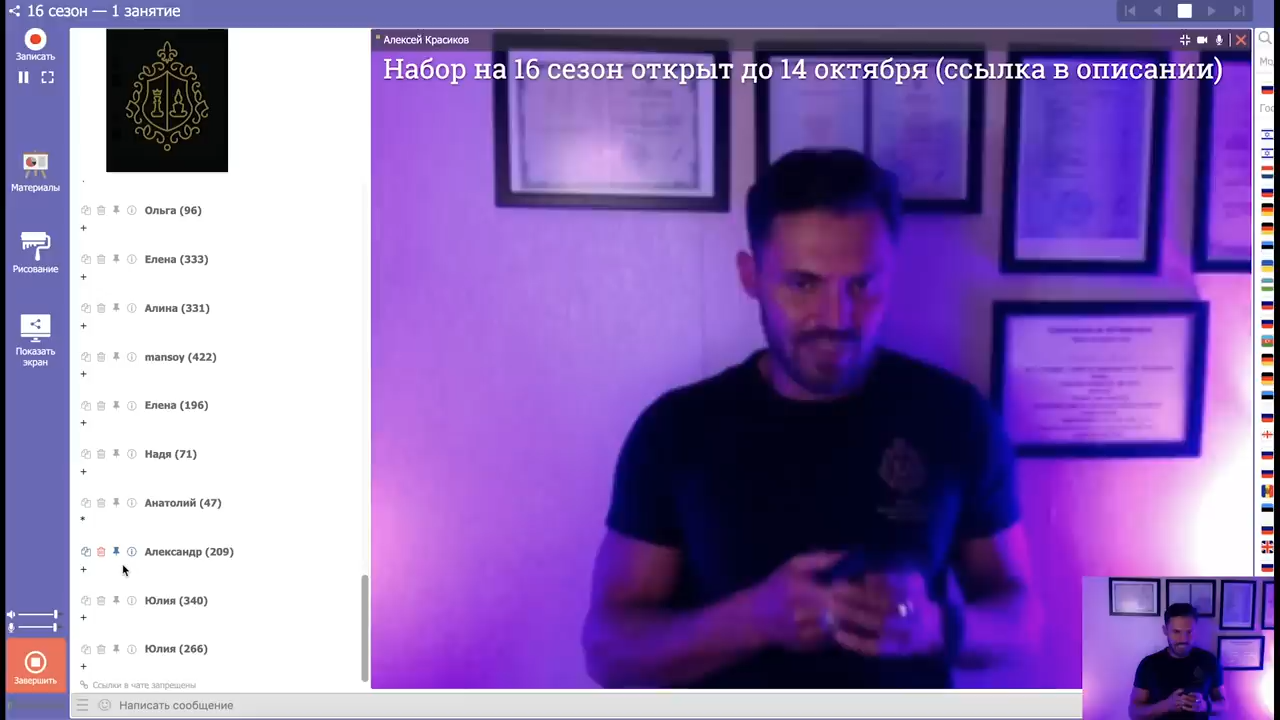 16 сезон — 1 занятие
Записать
Материалы
Рисование
Показать
экран
Завершить
Ольга (96)
+
Елена (333)
+
Алина (331)
+
mansoy (422)
+
Елена (196)
+
Надя (71)
+
Анатолий (47)
*
Александр (209)
+
Юлия (340)
+
Юлия (266)
+
Ссылки в чате запрещены
Написать сообщение
Алексей Красиков
Набор на 16 сезон открыт до 14 октября (ссылка в описании)